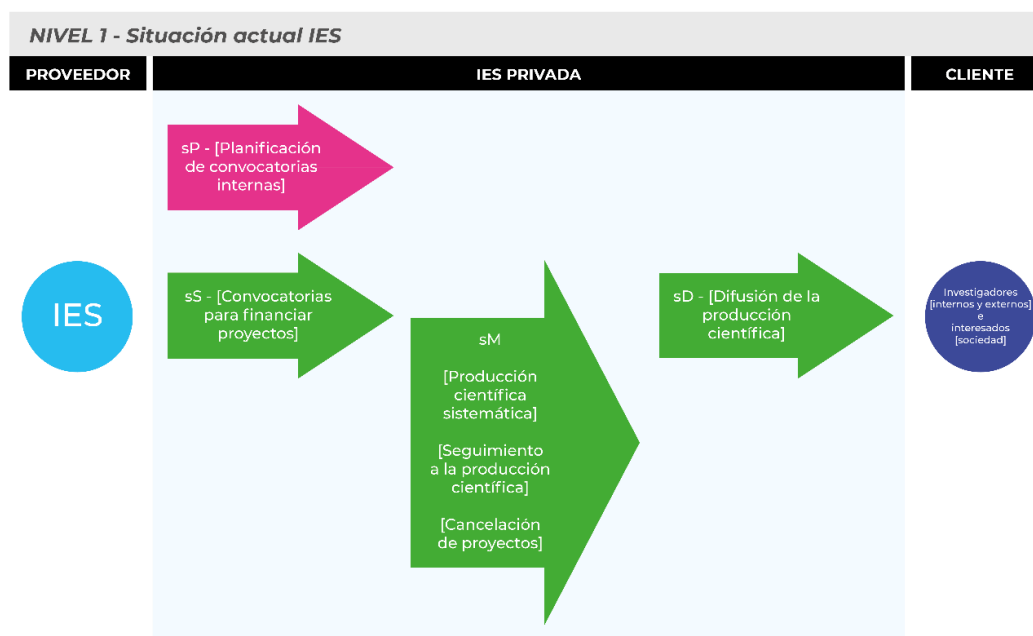 NIVEL 1 - Situación actual IES
PROVEEDOR
IES PRIVADA
CLIENTE
sP - [Planificación
de convocatorias
internas]
IES
sS - [Convocatorias
para financiar
proyectos]
sM
[Producción
científica
sistemática]
[Seguimiento
a la producción
científica]
[Cancelación
de proyectos]
sD - [Difusión de la
producción
científica]
Investigadores
[internos y externos]
e
interesados
[sociedad]